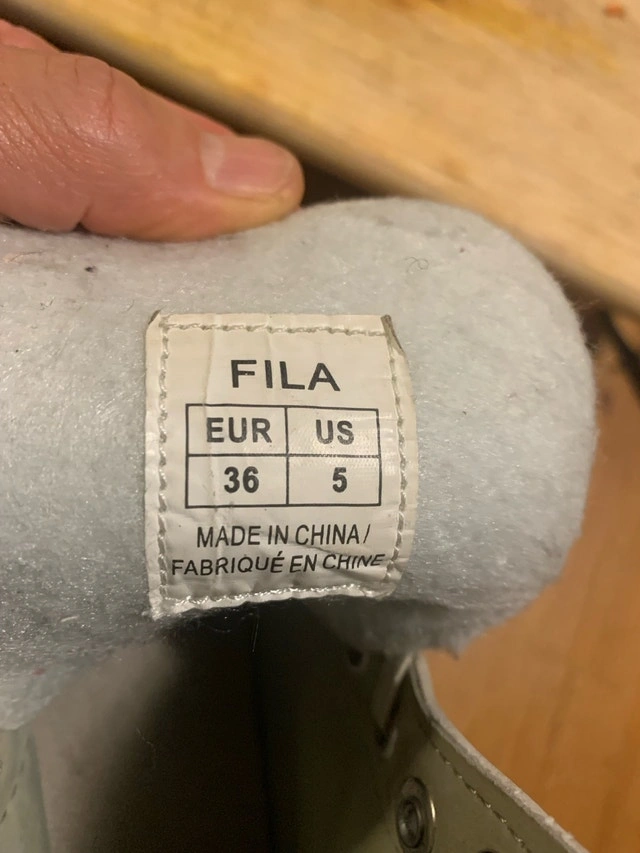 FILA
EUR US
36 5
MADE IN CHINA/
FABRIQUÉ EN CHINE